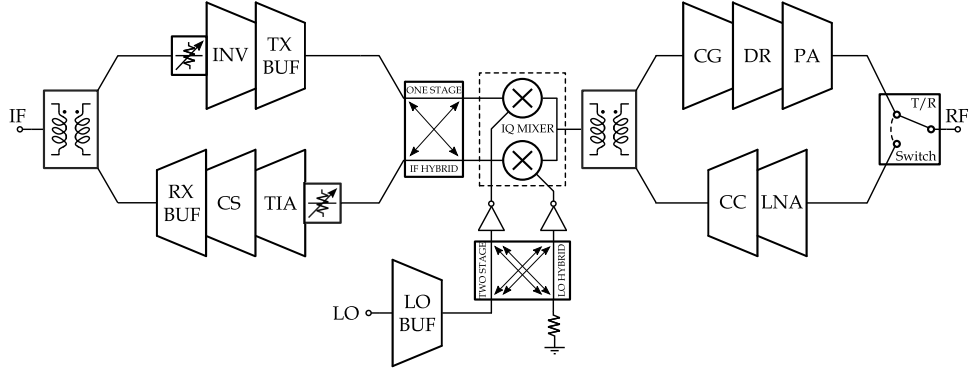 IF
INV
TX
BUF
RX
BUF
CS
TIA
ONE STAGE
IF HYBRID
IQ MIXER
TWO STAGE
LO HYBRID
LO
LO
BUF
CG
DR
PA
CC
LNA
T/R
Switch
RF